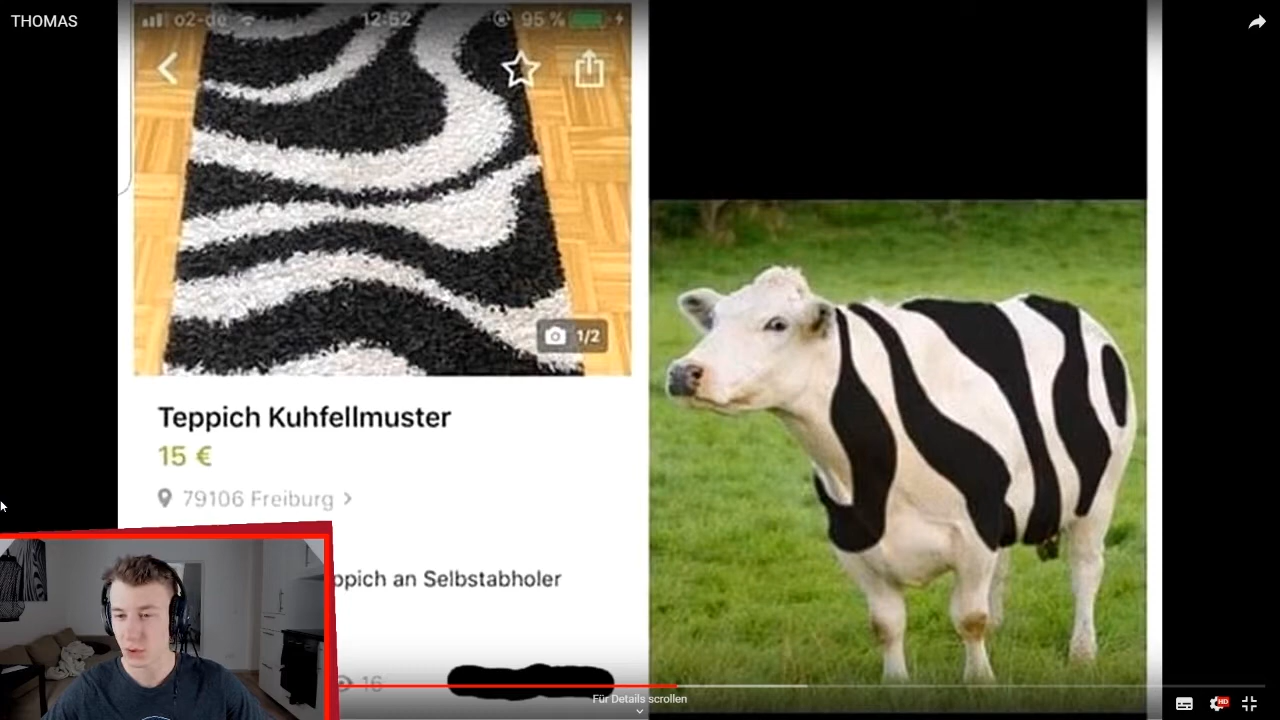 THOMAS
o2-de 12:52 95 %
1/2
Teppich Kuhfellmuster
15 €
79106 Freiburg
ppich an Selbstabholer
16
Für Details scrollen
HD